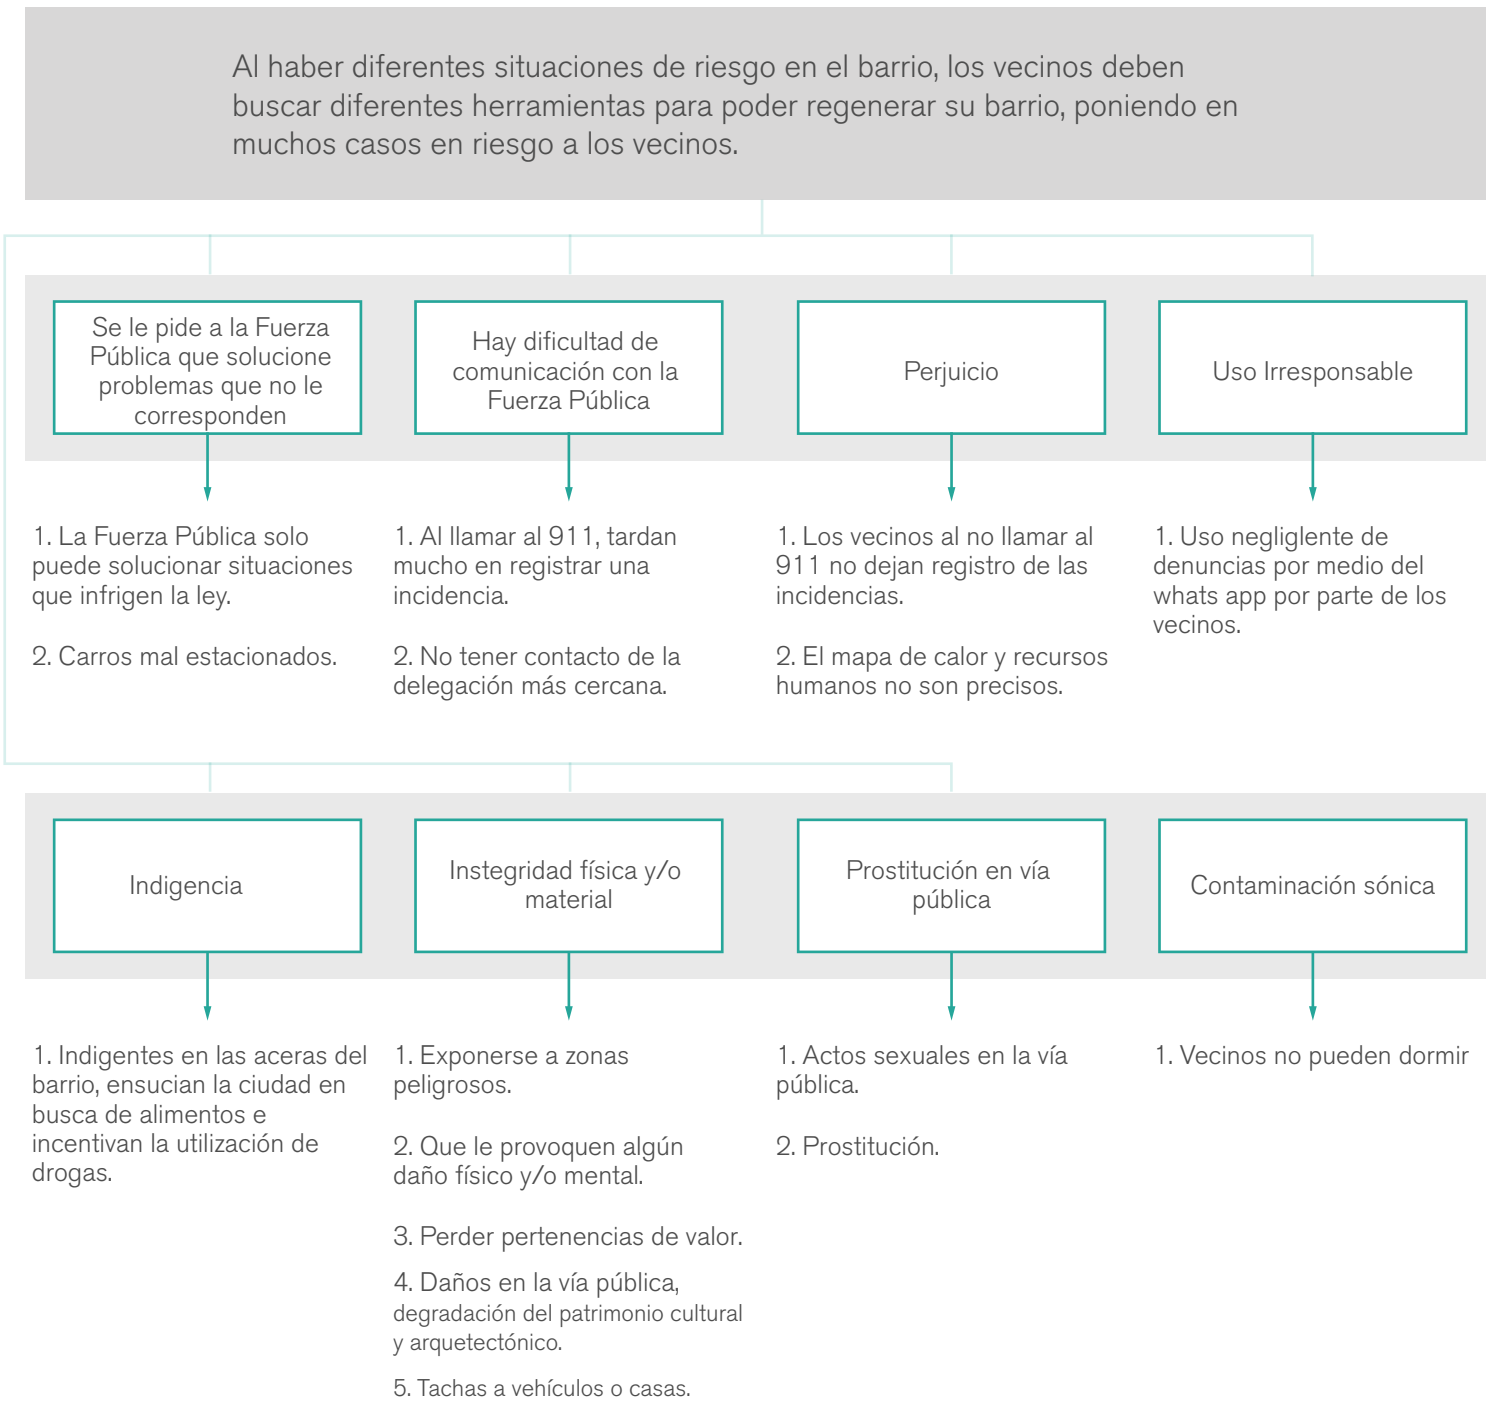 Al haber diferentes situaciones de riesgo en el barrio, los vecinos deben
buscar diferentes herramientas para poder regenerar su barrio, poniendo en
muchos casos en riesgo a los vecinos.
Se le pide a la Fuerza
Pública que solucione
problemas que no le
corresponden
Hay dificultad de
comunicación con la
Fuerza Pública
Perjuicio
Uso Irresponsable
1. La Fuerza Pública solo
puede solucionar situaciones
que infrigen la ley.
2. Carros mal estacionados.
1. Al llamar al 911, tardan
mucho en registrar una
incidencia.
2. No tener contacto de la
delegación más cercana.
1. Los vecinos al no llamar al
911 no dejan registro de las
incidencias.
2. El mapa de calor y recursos
humanos no son precisos.
1. Uso negliglente de
denuncias por medio del
whats app por parte de los
vecinos.
Indigencia
Instegridad física y/o
material
Prostitución en vía
pública
Contaminación sónica
1. Indigentes en las aceras del
barrio, ensucian la ciudad en
busca de alimentos e
incentivan la utilización de
drogas.
1. Exponerse a zonas
peligrosos.
2. Que le provoquen algún
daño físico y/o mental.
3. Perder pertenencias de valor.
4. Daños en la vía pública,
degradación del patrimonio cultural
y arquetectónico.
5. Tachas a vehículos o casas.
1. Actos sexuales en la vía
pública.
2. Prostitución.
1. Vecinos no pueden dormir